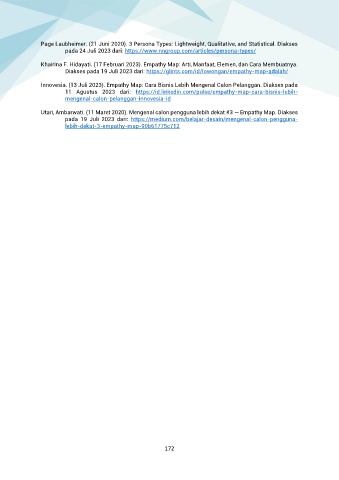 Page Laubheimer. (21 Juni 2020). 3 Persona Types: Lightweight, Qualitative, and Statistical. Diakses
pada 24 Juli 2023 dari: https://www.nngroup.com/articles/persona-types/
Khairina F. Hidayati. (17 Februari 2023). Empathy Map: Arti, Manfaat, Elemen, dan Cara Membuatnya.
Diakses pada 19 Juli 2023 dari: https://glints.com/id/lowongan/empathy-map-adalah/
Innovesia. (13 Juli 2023). Empathy Map: Cara Bisnis Lebih Mengenal Calon Pelanggan. Diakses pada
11 Agustus 2023 dari: https://id.linkedin.com/pulse/empathy-map-cara-bisnis-lebih-
mengenal-calon-pelanggan-innovesia-id
Utari, Ambarwati. (11 Maret 2020). Mengenal calon pengguna lebih dekat #3 — Empathy Map. Diakses
pada 19 Juli 2023 dari: https://medium.com/belajar-desain/mengenal-calon-pengguna-
lebih-dekat-3-empathy-map-90b61775c712
172